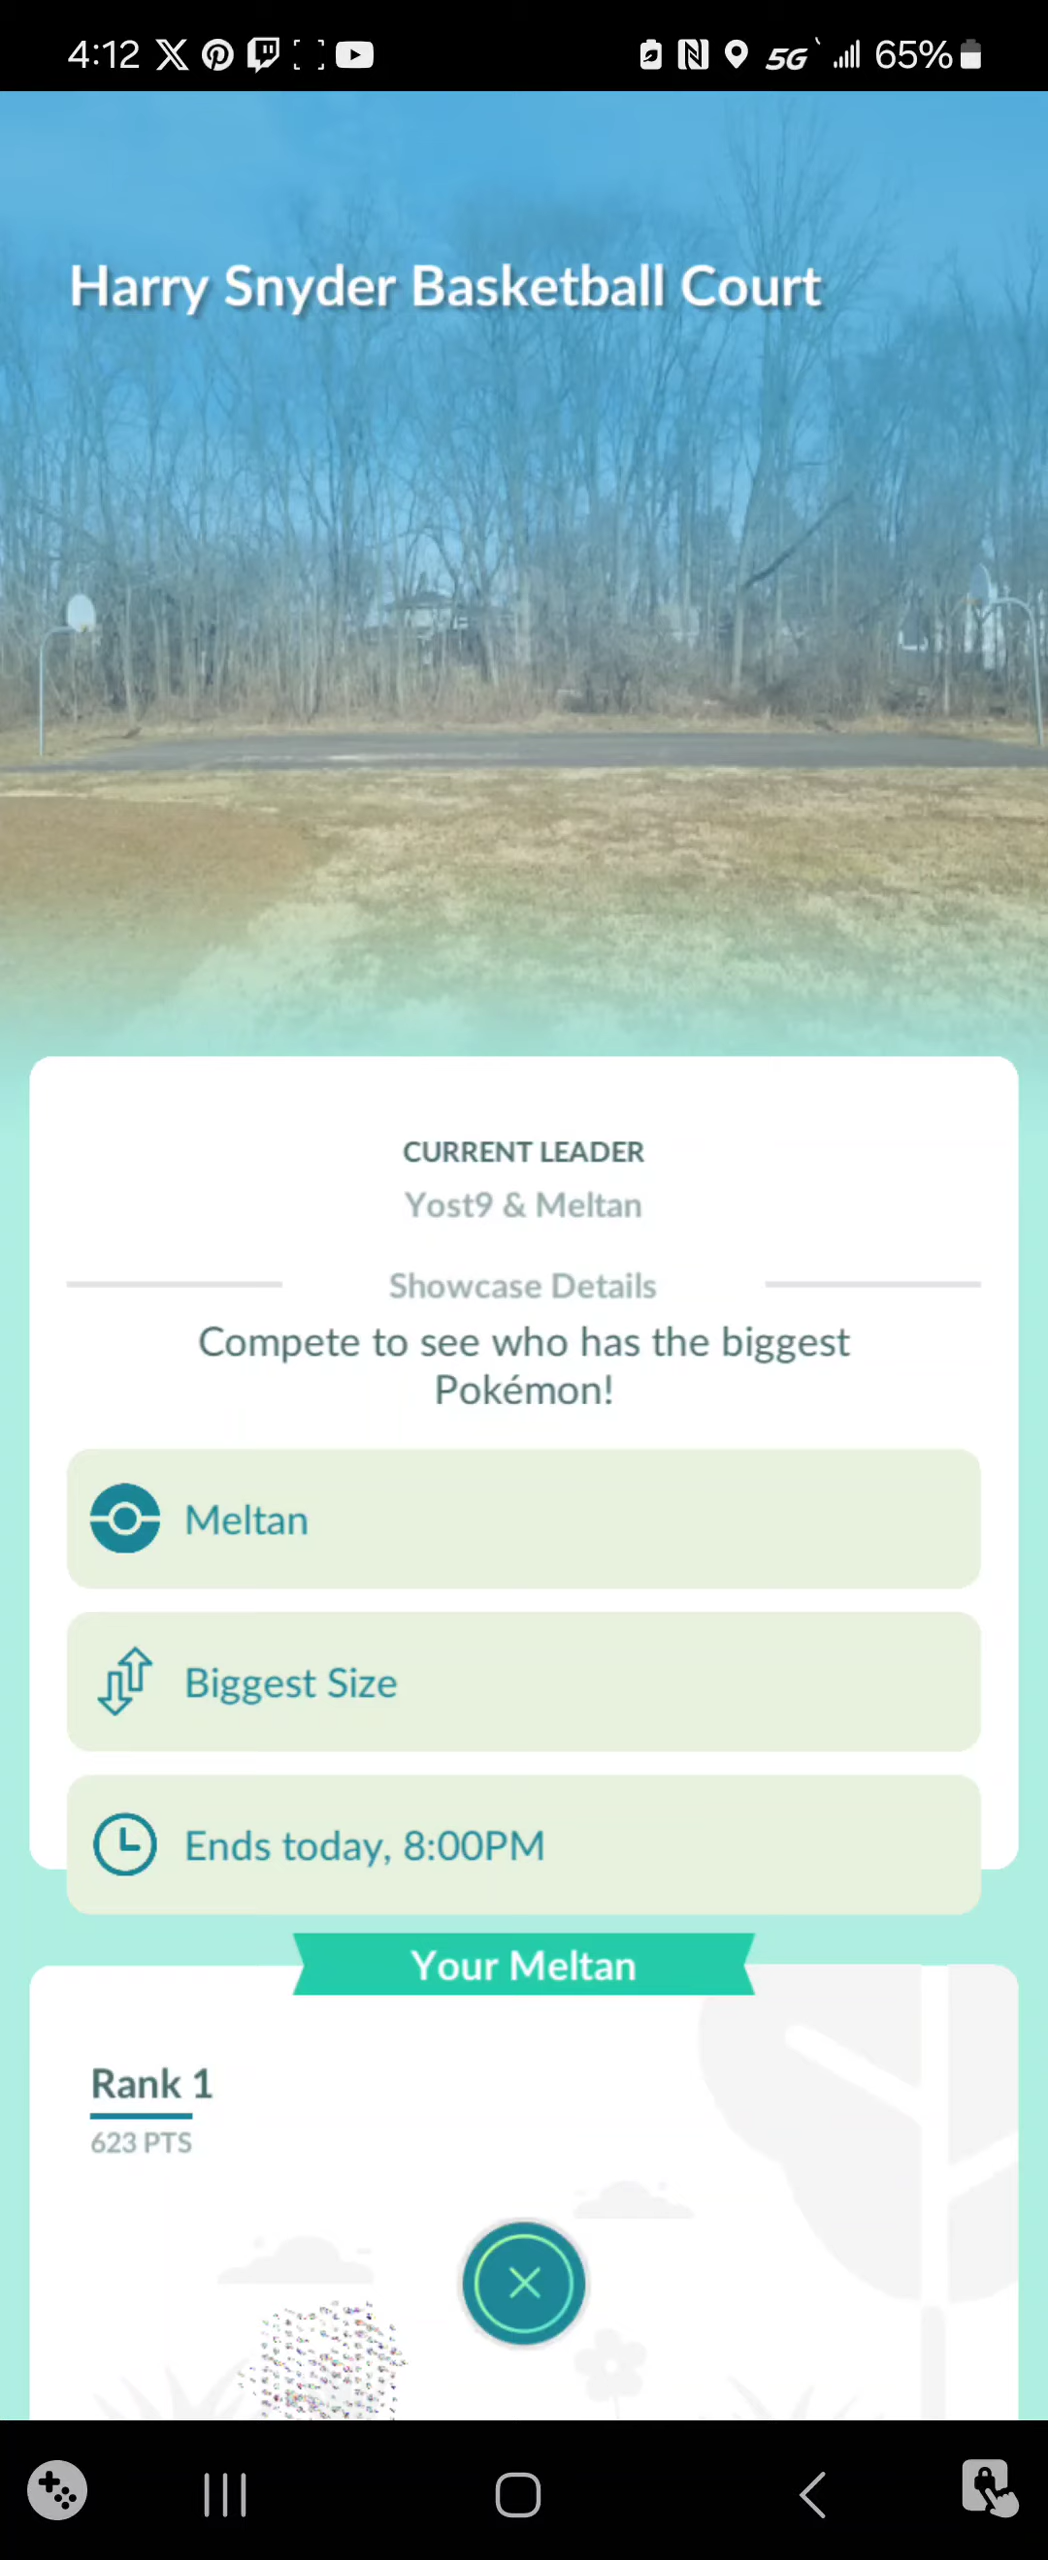 4:12
5G
65%
Harry Snyder Basketball Court
CURRENT LEADER
Yost9 & Meltan
Showcase Details
Compete to see who has the biggest
Pokémon!
Meltan
Biggest Size
Ends today, 8:00PM
Your Meltan
Rank 1
623 PTS